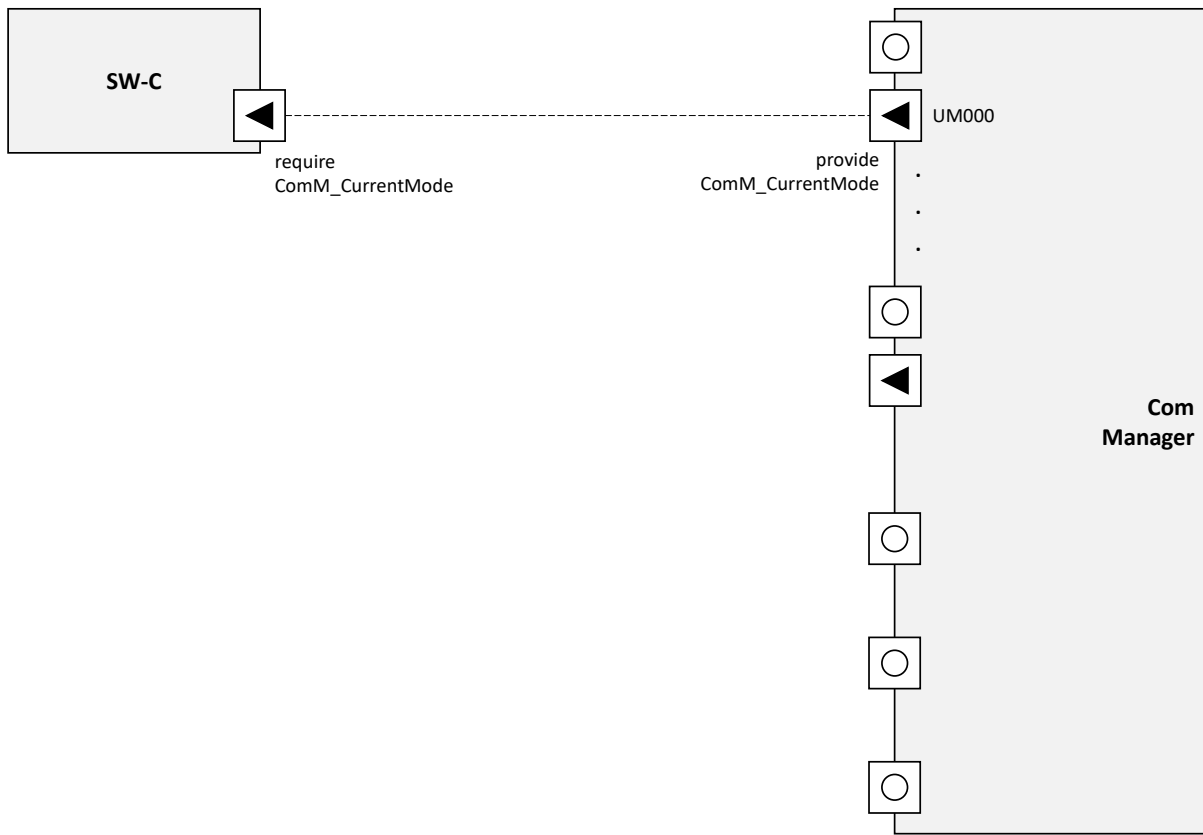 SW-C
UM000
require
ComM_CurrentMode
provide
ComM_CurrentMode
.
.
.
Com
Manager